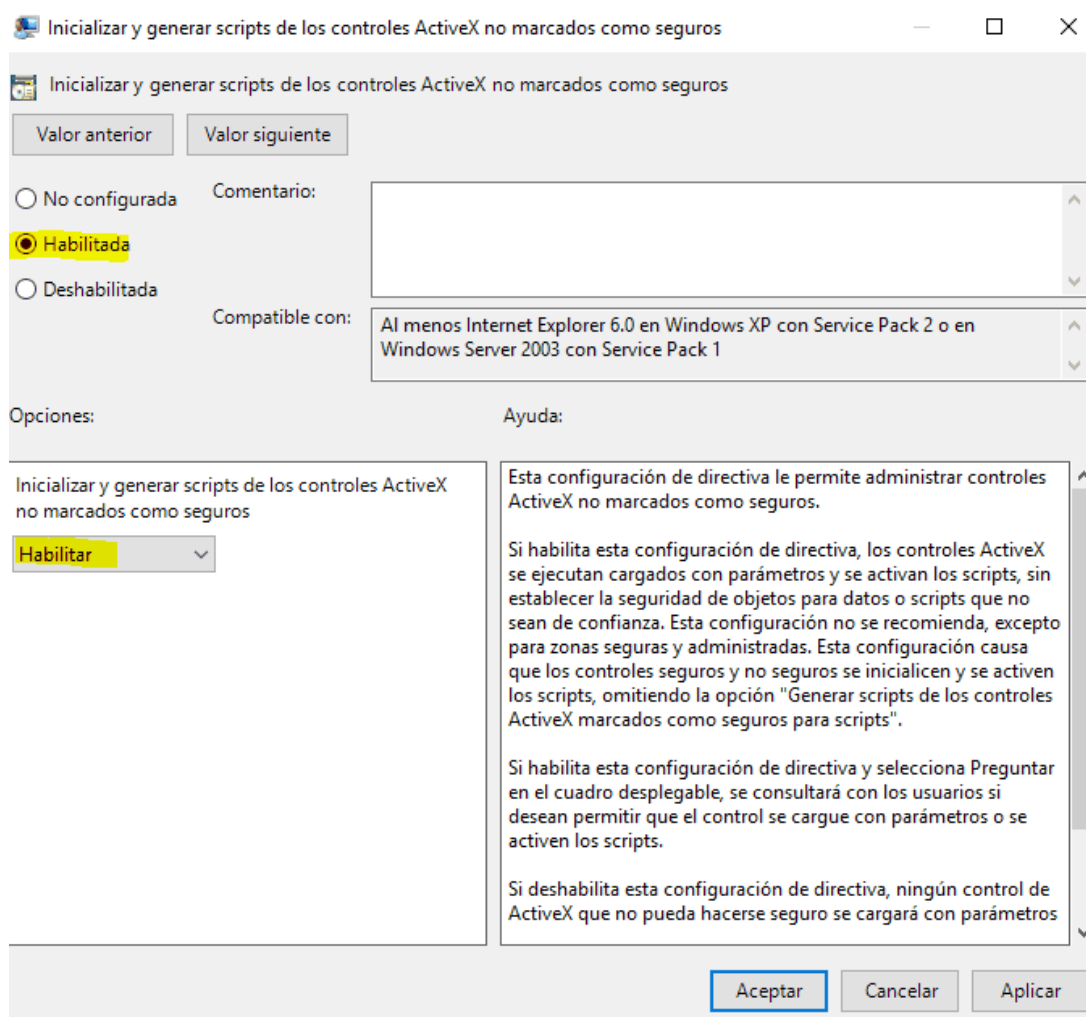 Inicializar y generar scripts de los controles ActiveX no marcados como seguros
Inicializar y generar scripts de los controles ActiveX no marcados como seguros
Valor anterior
Valor siguiente
No configurada
Comentario:
Habilitada
Deshabilitada
Compatible con:
Al menos Internet Explorer 6.0 en Windows XP con Service Pack 2 o en
Windows Server 2003 con Service Pack 1
Opciones:
Ayuda:
Inicializar y generar scripts de los controles ActiveX
no marcados como seguros
Habilitar
Esta configuración de directiva le permite administrar controles
ActiveX no marcados como seguros.
Si habilita esta configuración de directiva, los controles ActiveX
se ejecutan cargados con parámetros y se activan los scripts, sin
establecer la seguridad de objetos para datos o scripts que no
sean de confianza. Esta configuración no se recomienda, excepto
para zonas seguras y administradas. Esta configuración causa
que los controles seguros y no seguros se inicialicen y se activen
los scripts, omitiendo la opción "Generar scripts de los controles
ActiveX marcados como seguros para scripts".
Si habilita esta configuración de directiva y selecciona Preguntar
en el cuadro desplegable, se consultará con los usuarios si
desean permitir que el control se cargue con parámetros o se
activen los scripts.
Si deshabilita esta configuración de directiva, ningún control de
ActiveX que no pueda hacerse seguro se cargará con parámetros
Aceptar
Cancelar
Aplicar